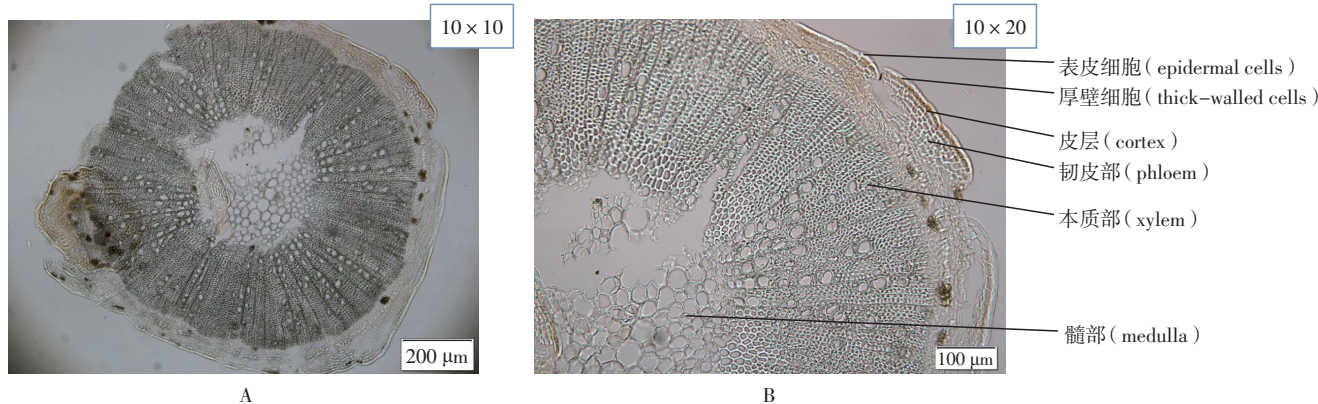 10 × 10
10 × 20
表皮细胞(epidermal cells)
厚壁细胞(thick-walled cells)
皮层(cortex)
韧皮部(phloem)
本质部(xylem)
髓部(medulla)
200 μm
100 μm
A
B